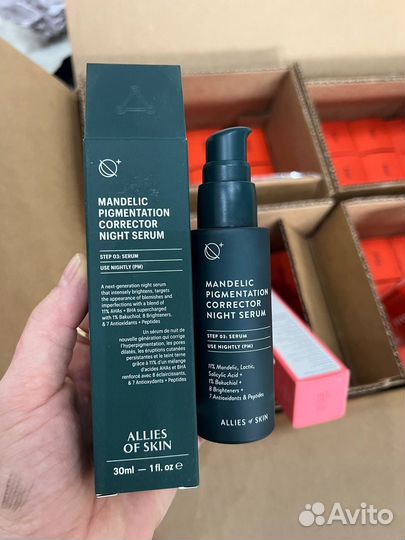 MANDELIC
PIGMENTATION
CORRECTOR
NIGHT SERUM
STEP 03: SERUM
USE NIGHTLY (PM)
A next-generation night serum
that intensely brightens, targets
the appearance of blemishes and
imperfections with a blend of
11% AHAs + BHA supercharged
with 1% Bakuchiol, 8 Brighteners,
& 7 Antioxidants + Peptides
Un sérum de nuit de
nouvelle génération qui corrige
l'hyperpigmentation, les pores
dilatés, les éruptions cutanées
persistantes et le teint terne
grâce à 11% d'un mélange
d'acides AHAs et BHA
renforcé avec 8 éclaircissants,
& 7 Antioxydants + Peptides
ALLIES
OF SKIN
30ml — 1 fl. oz e
MANDELIC
PIGMENTATION
CORRECTOR
NIGHT SERUM
STEP 03: SERUM
USE NIGHTLY (PM)
11% Mandelic, Lactic,
Salicylic Acid +
1% Bakuchiol +
8 Brighteners +
7 Antioxidants & Peptides
ALLIES OF SKIN
Avito